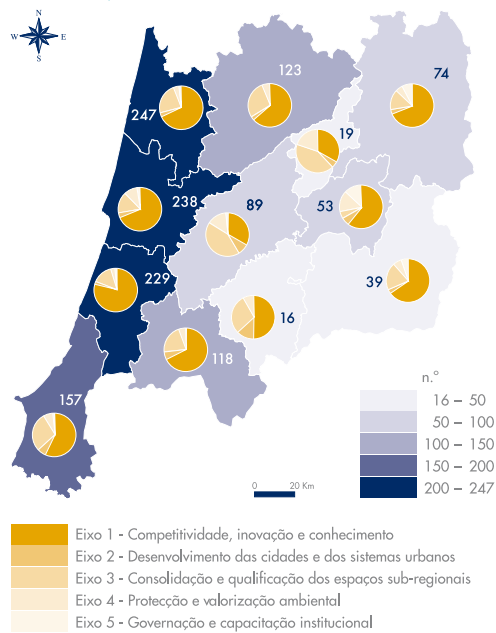 N
W E
S
123
74
247
19
238
89
53
229
39
16
118
157
n.º
16 – 50
50 – 100
100 – 150
150 – 200
200 – 247
0 20 Km
Eixo 1 - Competitividade, inovação e conhecimento
Eixo 2 - Desenvolvimento das cidades e dos sistemas urbanos
Eixo 3 - Consolidação e qualificação dos espaços sub-regionais
Eixo 4 - Protecção e valorização ambiental
Eixo 5 - Governação e capacitação institucional